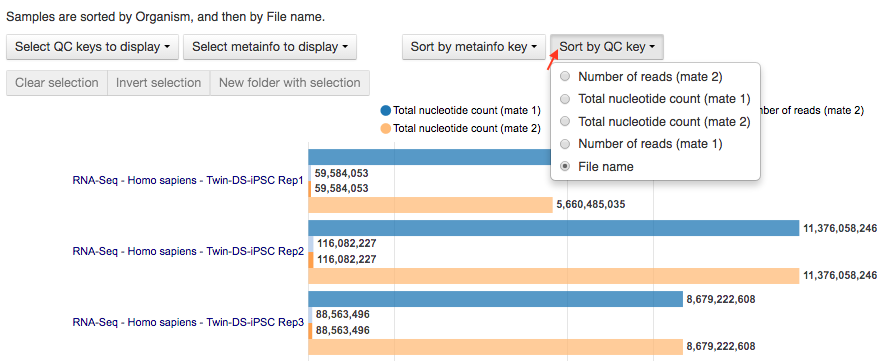 Samples are sorted by Organism, and then by File name.
Select QC keys to display
Select metainfo to display
Sort by metainfo key
Sort by QC key
Clear selection
Invert selection
New folder with selection
Number of reads (mate 2)
Total nucleotide count (mate 1)
Total nucleotide count (mate 2)
Number of reads (mate 1)
File name
Total nucleotide count (mate 1)
ber of reads (mate 2)
Total nucleotide count (mate 2)
RNA-Seq - Homo sapiens - Twin-DS-iPSC Rep1
59,584,053
59,584,053
5,660,485,035
RNA-Seq - Homo sapiens - Twin-DS-iPSC Rep2
11,376,058,246
116,082,227
116,082,227
11,376,058,246
RNA-Seq - Homo sapiens - Twin-DS-iPSC Rep3
8,679,222,608
88,563,496
88,563,496
8,679,222,608